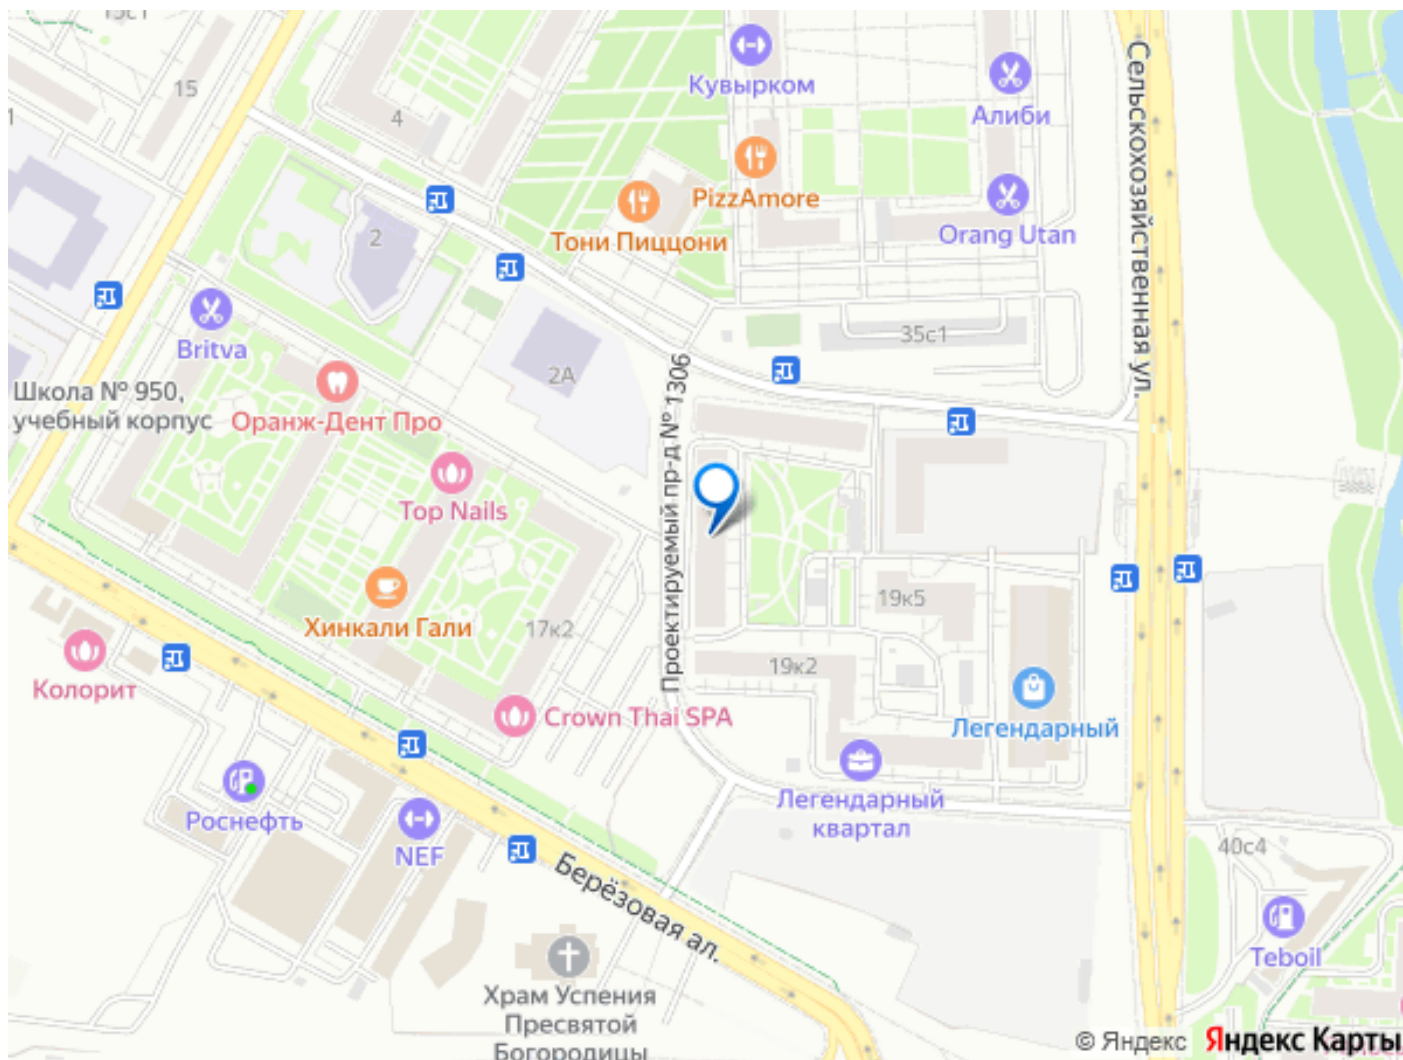 15с1
Кувырком
Алиби
15
1
4
PizzAmore
Тони Пиццони
Orang Utan
2
Сельскохозяйственная ул.
Britva
35с1
2А
Школа № 950,
учебный корпус
Оранж-Дент Про
Проектируемый пр-д № 1306
Top Nails
Хинкали Гали
17к2
19к5
Колорит
19к2
Crown Thai SPA
Легендарный
Легендарный
квартал
Роснефть
NEF
40с4
Берёзовая ал.
Teboil
Храм Успения
Пресвятой
Богородицы
© Яндекс Яндекс Карты